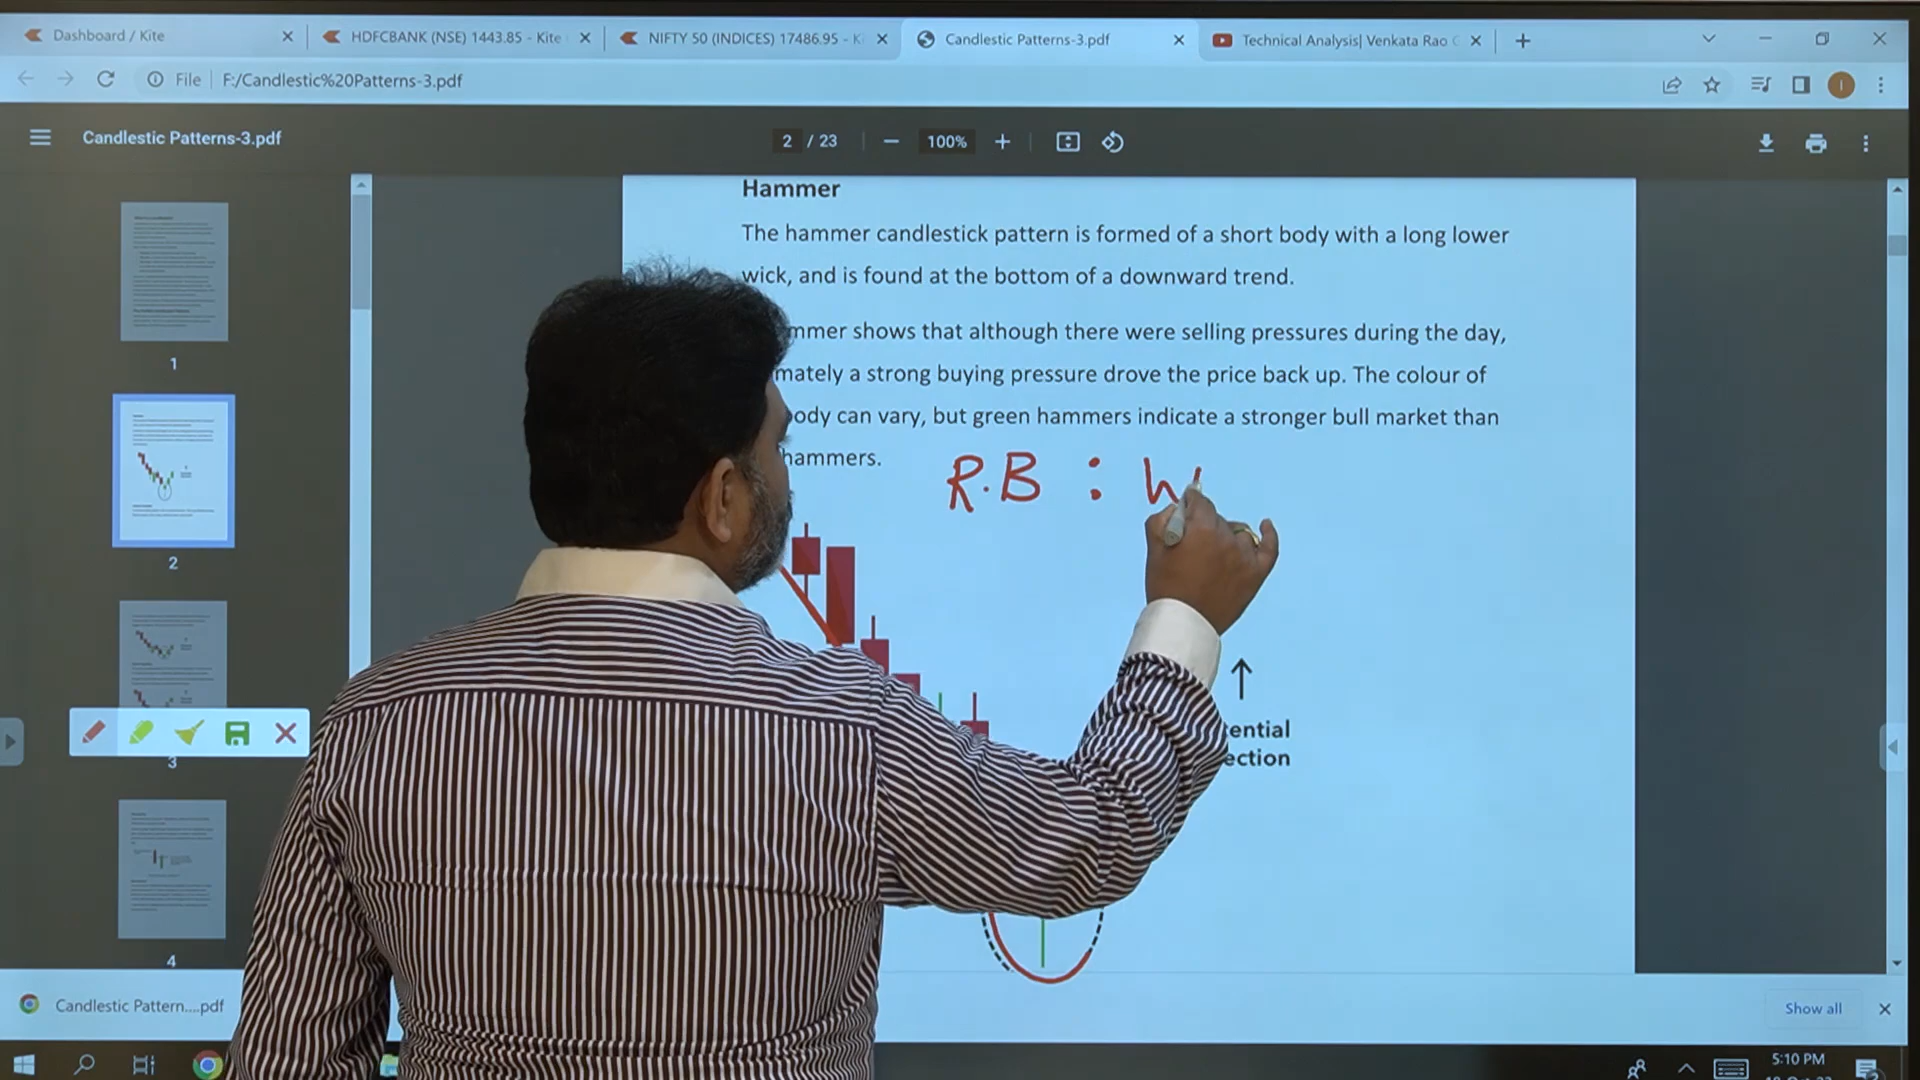 Dashboard / Kite
HDFCBANK (NSE) 1443.85 - Kite
NIFTY 50 (INDICES) 17486.95 - K
Candlestic Patterns-3.pdf
Technical Analysis| Venkata Rao
File
F:/Candlestic%20Patterns-3.pdf
I
Candlestic Patterns-3.pdf
2 / 23
100%
Hammer
The hammer candlestick pattern is formed of a short body with a long lower
wick, and is found at the bottom of a downward trend.
mmer shows that although there were selling pressures during the day,
mately a strong buying pressure drove the price back up. The colour of
ody can vary, but green hammers indicate a stronger bull market than
hammers.
R.B :
ential
ection
1
2
3
4
Candlestic Pattern....pdf
Show all
5:10 PM